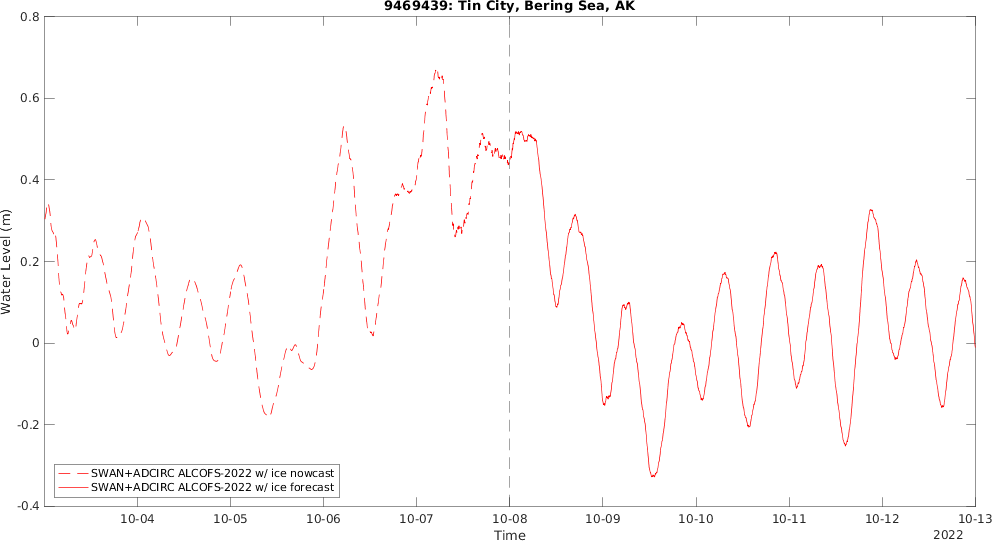 9469439: Tin City, Bering Sea, AK
Water Level (m)
0.8
0.6
0.4
0.2
0
-0.2
-0.4
SWAN+ADCIRC ALCOFS-2022 w/ ice nowcast
SWAN+ADCIRC ALCOFS-2022 w/ ice forecast
10-04 10-05 10-06 10-07 10-08 10-09 10-10 10-11 10-12 10-13
Time
2022